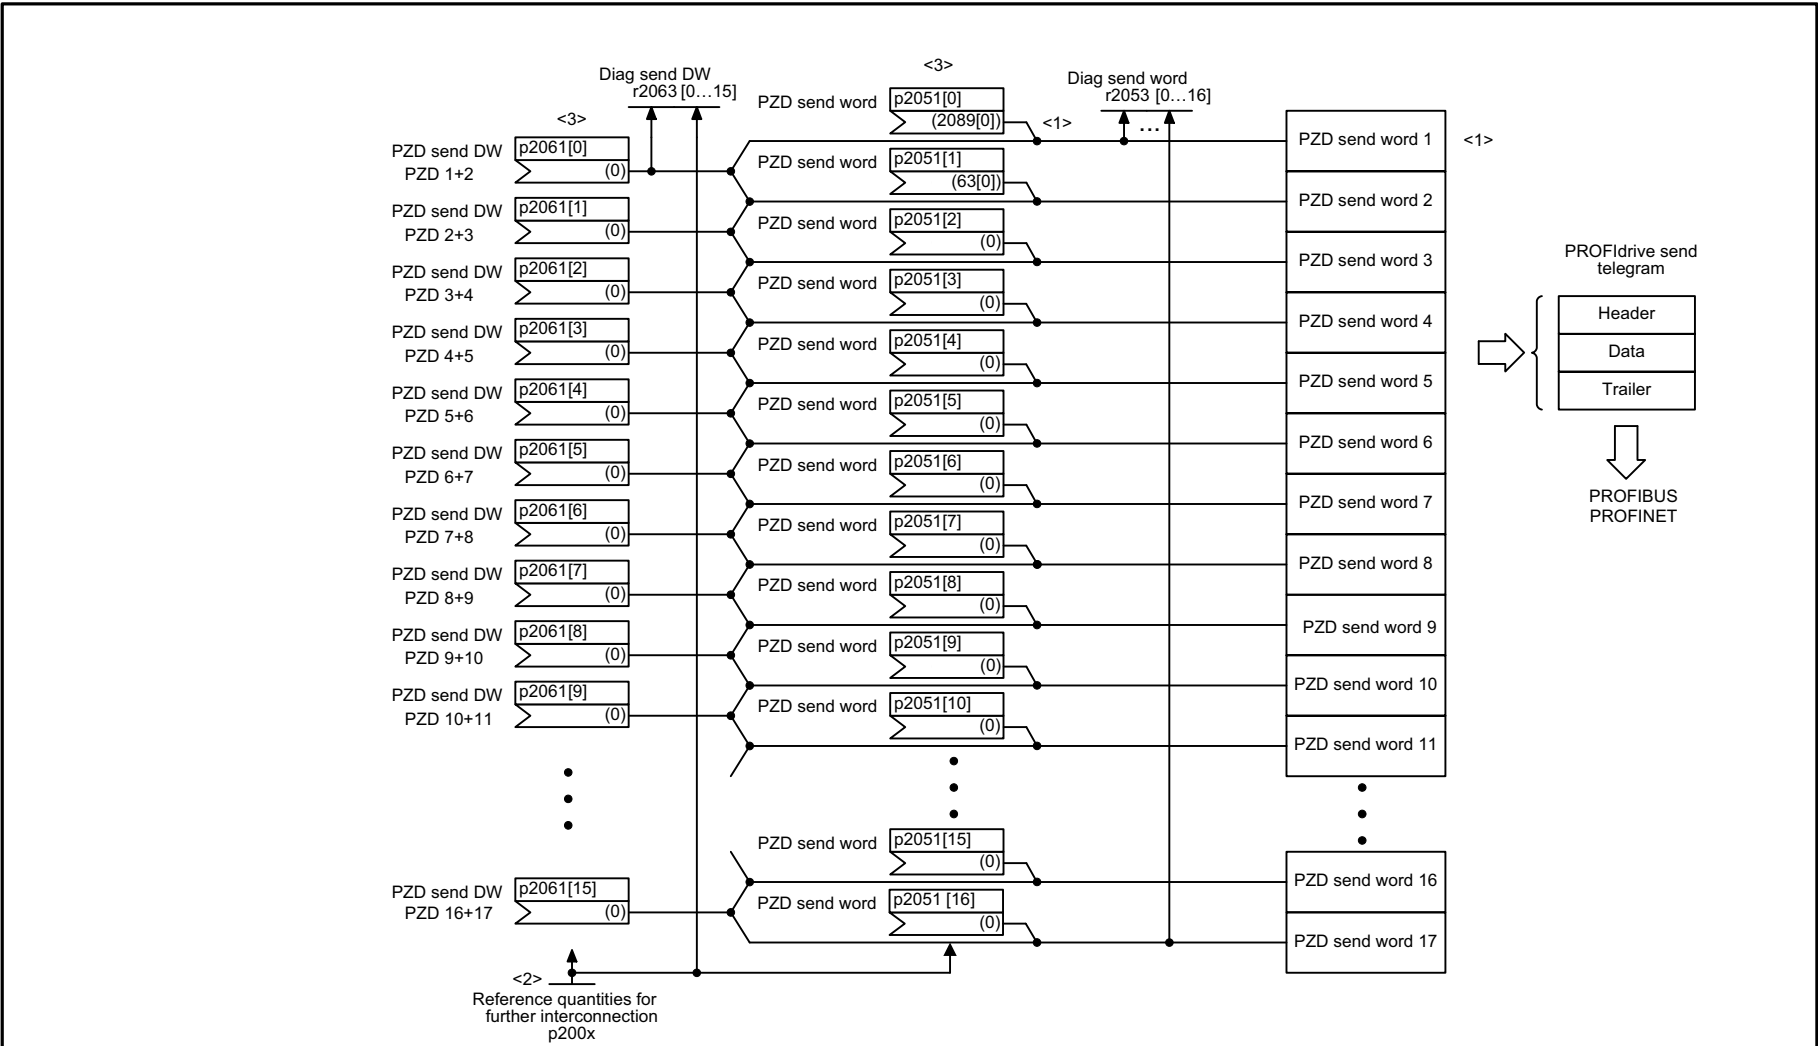 Diag send DW
r2063 [0...15]
<3>
PZD send DW
PZD 1+2
p2061[0]
(0)
PZD send DW
PZD 2+3
p2061[1]
(0)
PZD send DW
PZD 3+4
p2061[2]
(0)
PZD send DW
PZD 4+5
p2061[3]
(0)
PZD send DW
PZD 5+6
p2061[4]
(0)
PZD send DW
PZD 6+7
p2061[5]
(0)
PZD send DW
PZD 7+8
p2061[6]
(0)
PZD send DW
PZD 8+9
p2061[7]
(0)
PZD send DW
PZD 9+10
p2061[8]
(0)
PZD send DW
PZD 10+11
p2061[9]
(0)
PZD send DW
PZD 16+17
p2061[15]
(0)
<2>
Reference quantities for
further interconnection
p200x
<3>
PZD send word
p2051[0]
(2089[0])
<1>
PZD send word
p2051[1]
(63[0])
PZD send word
p2051[2]
(0)
PZD send word
p2051[3]
(0)
PZD send word
p2051[4]
(0)
PZD send word
p2051[5]
(0)
PZD send word
p2051[6]
(0)
PZD send word
p2051[7]
(0)
PZD send word
p2051[8]
(0)
PZD send word
p2051[9]
(0)
PZD send word
p2051[10]
(0)
PZD send word
p2051[15]
(0)
PZD send word
p2051 [16]
(0)
Diag send word
r2053 [0...16]
...
PZD send word 1
<1>
PZD send word 2
PZD send word 3
PZD send word 4
PZD send word 5
PZD send word 6
PZD send word 7
PZD send word 8
PZD send word 9
PZD send word 10
PZD send word 11
PZD send word 16
PZD send word 17
PROFIdrive send
telegram
Header
Data
Trailer
PROFIBUS
PROFINET